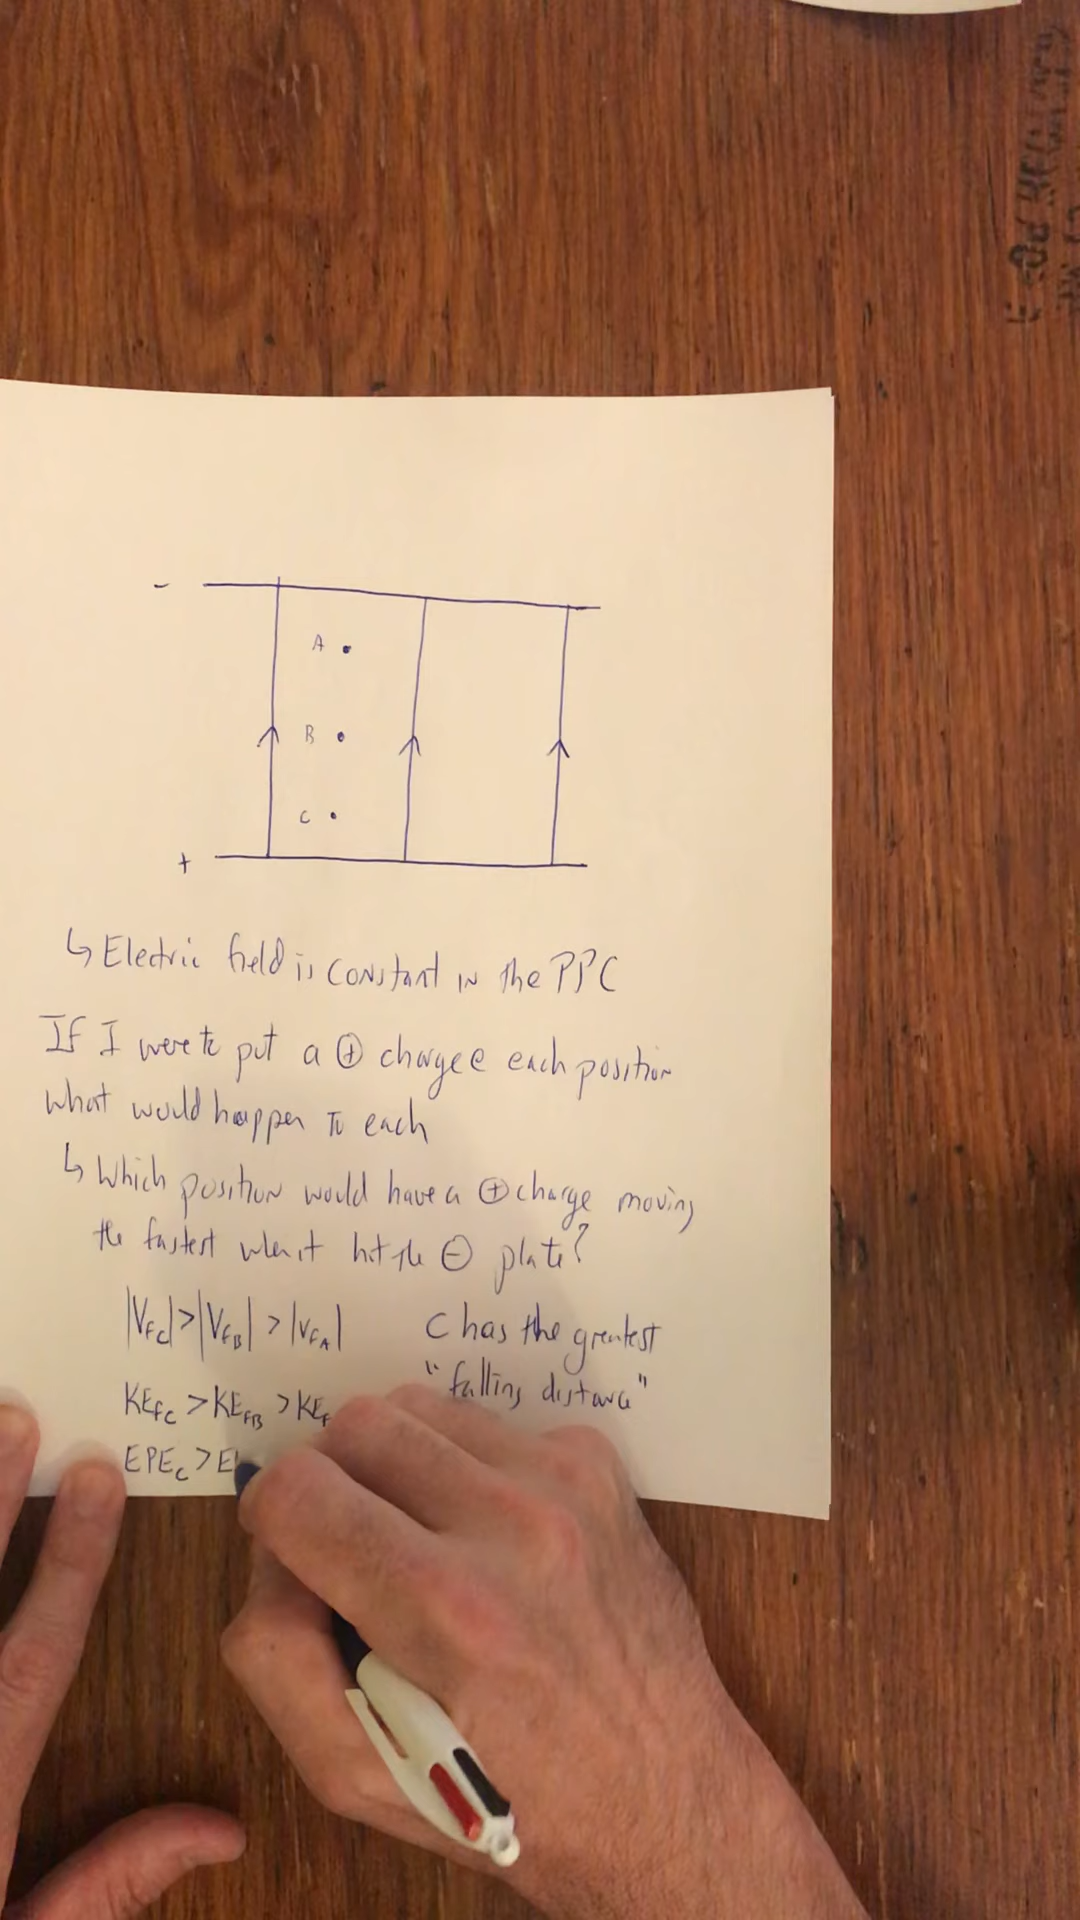 -
A
B
C
+
↳ Electric field is constant in the PPC
If I were to put a ⊕ charge e each position
what would happen to each
↳ Which position would have a ⊕ charge moving
the fastest when it hit the ⊖ plate?
|V_fC| > |V_fB| > |V_fA|
C has the greatest
"falling distance"
KE_fC > KE_fB > KE_f
EPE_C > E